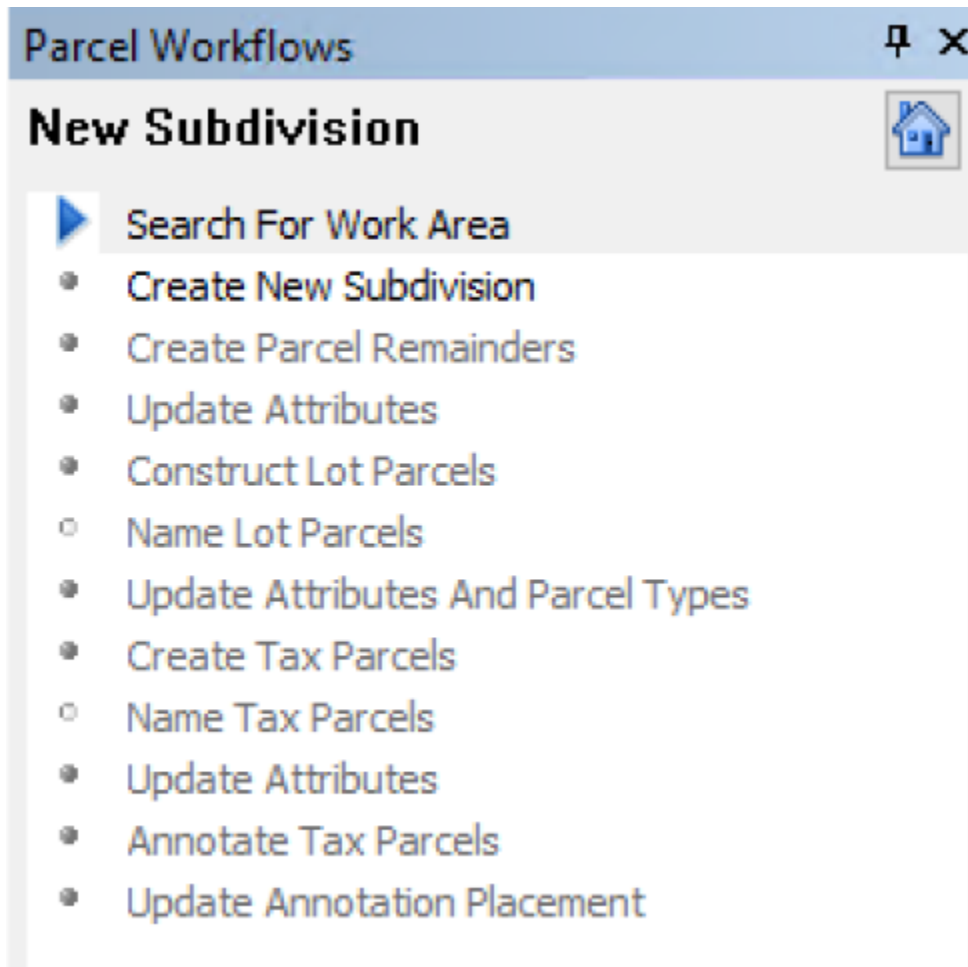 Parcel Workflows
New Subdivision
Search For Work Area
Create New Subdivision
Create Parcel Remainders
Update Attributes
Construct Lot Parcels
Name Lot Parcels
Update Attributes And Parcel Types
Create Tax Parcels
Name Tax Parcels
Update Attributes
Annotate Tax Parcels
Update Annotation Placement